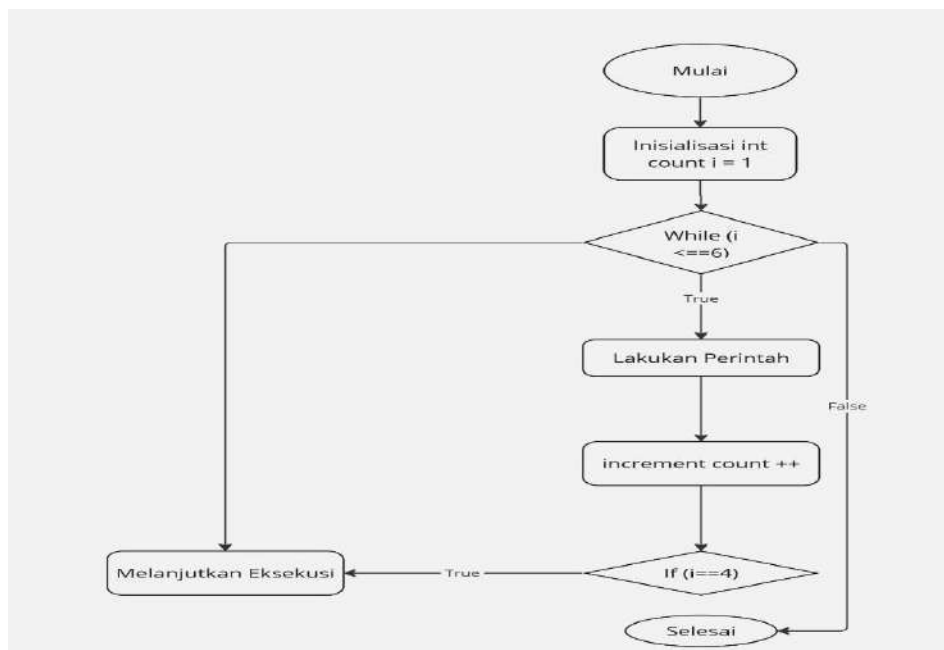 Mulai
Inisialisasi int
count i = 1
While (i
<==6)
True
Lakukan Perintah
False
increment count ++
Melanjutkan Eksekusi
True
If (i==4)
Selesai